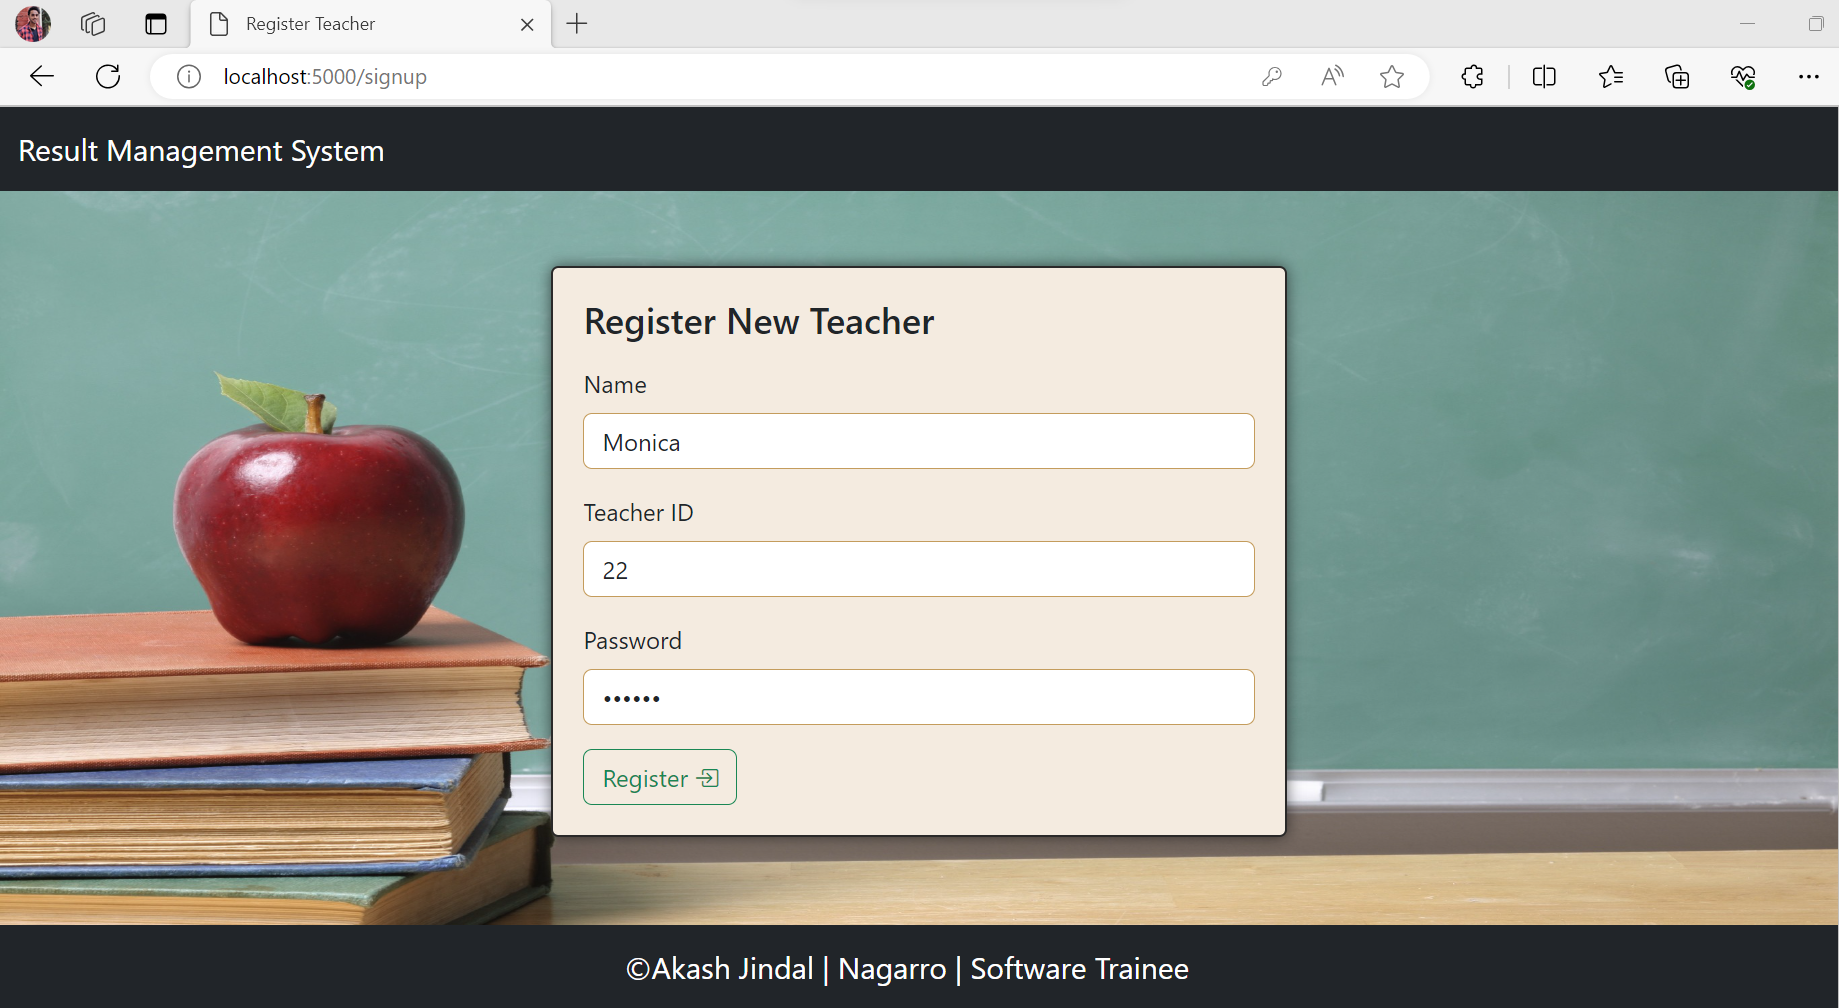 Register Teacher
localhost:5000/signup
Result Management System
Register New Teacher
Name
Monica
Teacher ID
22
Password
••••••
Register
©Akash Jindal | Nagarro | Software Trainee